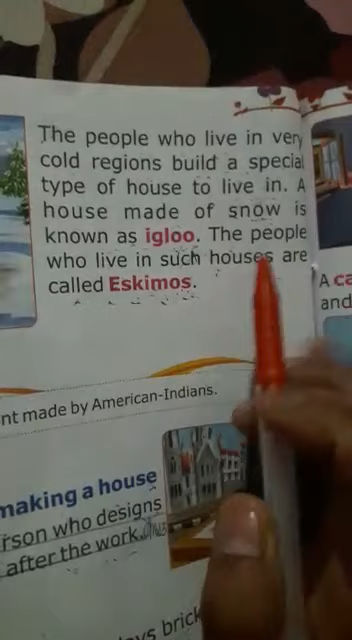 The people who live in very
cold regions build a special
type of house to live in. A
house made of snow is
known as igloo. The people
who live in such houses are
called Eskimos.
A ca
and
nt made by American-Indians.
making a house
rson who designs
after the work
ays brick